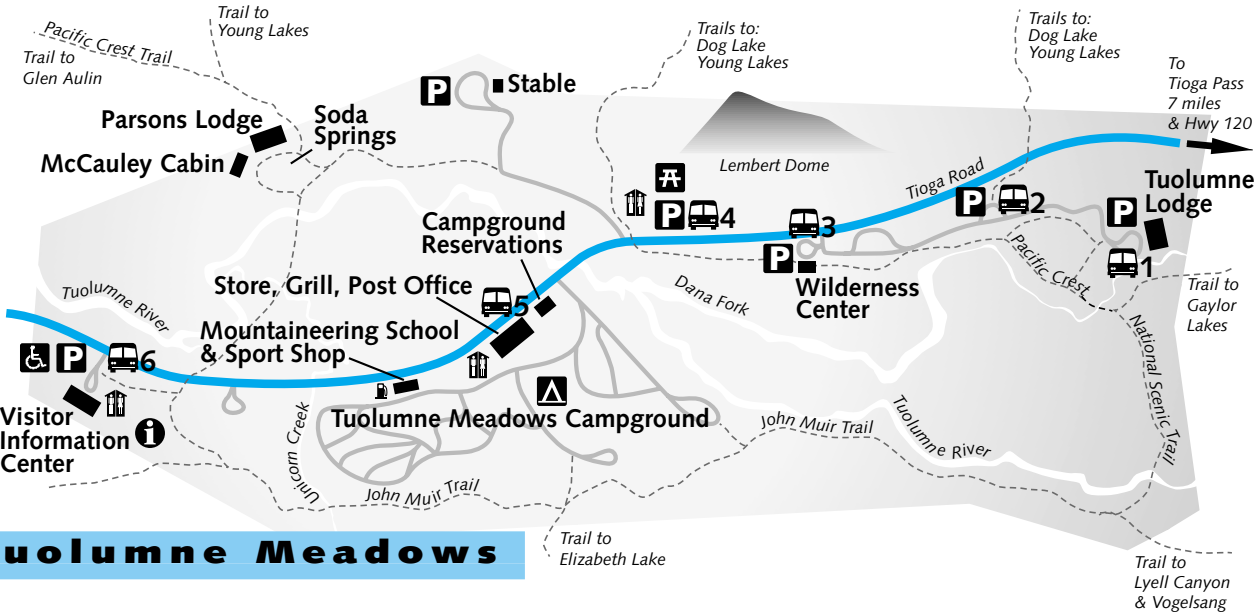 Trail to
Young Lakes
Pacific Crest Trail
Trail to
Glen Aulin
Trails to:
Dog Lake
Young Lakes
Trails to:
Dog Lake
Young Lakes
To
Tioga Pass
7 miles
& Hwy 120
P
Stable
Parsons Lodge
Soda
Springs
McCauley Cabin
Lembert Dome
Tioga Road
Tuolumne
Lodge
P
P
2
P
4
3
Campground
Reservations
Pacific Crest
P
1
Wilderness
Center
Trail to
Gaylor
Lakes
Store, Grill, Post Office
5
Dana Fork
Tuolumne River
Mountaineering School
& Sport Shop
National Scenic Trail
P
6
Visitor
Information
Center
i
Unicorn Creek
Tuolumne Meadows Campground
John Muir Trail
Tuolumne River
John Muir Trail
uolumne Meadows
Trail to
Elizabeth Lake
Trail to
Lyell Canyon
& Vogelsang